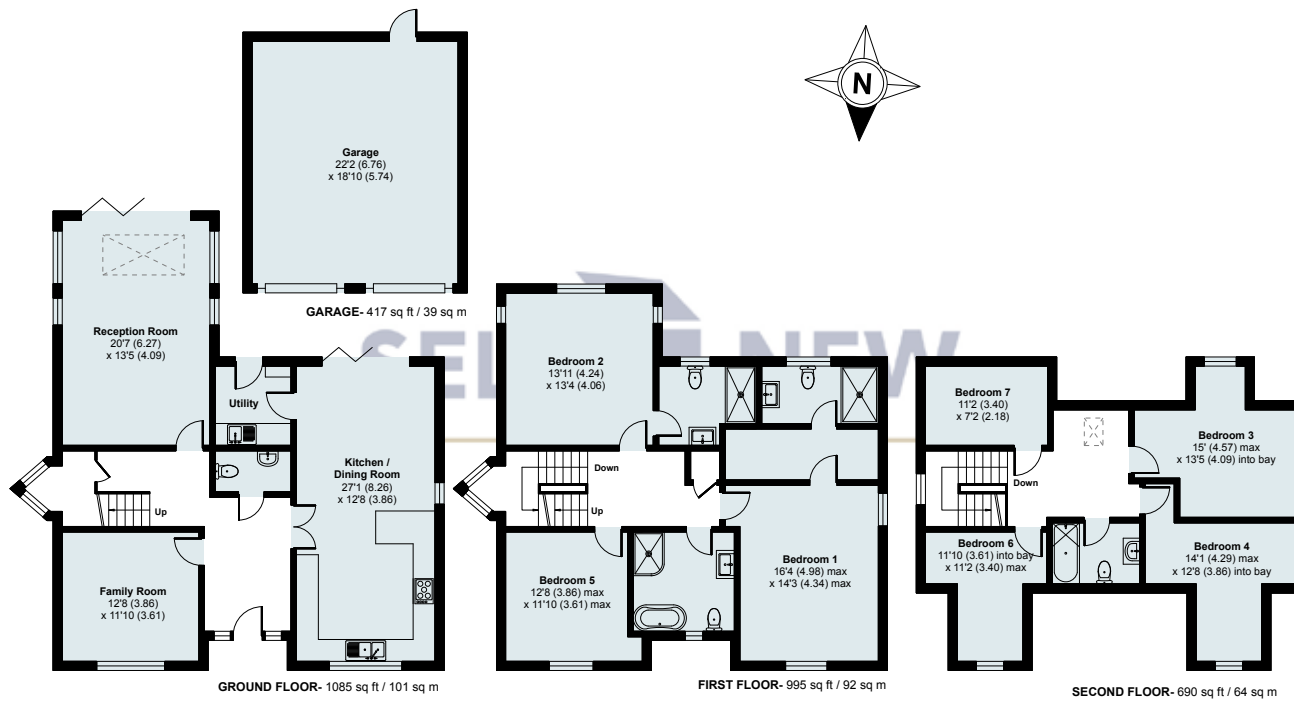 N
Garage
22'2 (6.76)
x 18'10 (5.74)
GARAGE- 417 sq ft / 39 sq m
Reception Room
20'7 (6.27)
x 13'5 (4.09)
Utility
Kitchen /
Dining Room
27'1 (8.26)
x 12'8 (3.86)
Up
Family Room
12'8 (3.86)
x 11'10 (3.61)
GROUND FLOOR- 1085 sq ft / 101 sq m
NEW
Bedroom 2
13'11 (4.24)
x 13'4 (4.06)
Down
Up
Bedroom 5
12'8 (3.86) max
x 11'10 (3.61) max
Bedroom 1
16'4 (4.98) max
x 14'3 (4.34) max
FIRST FLOOR- 995 sq ft / 92 sq m
Bedroom 7
11'2 (3.40)
x 7'2 (2.18)
Bedroom 3
15' (4.57) max
x 13'5 (4.09) into bay
Down
Bedroom 6
11'10 (3.61) into bay
x 11'2 (3.40) max
Bedroom 4
14'1 (4.29) max
x 12'8 (3.86) into bay
SECOND FLOOR- 690 sq ft / 64 sq m